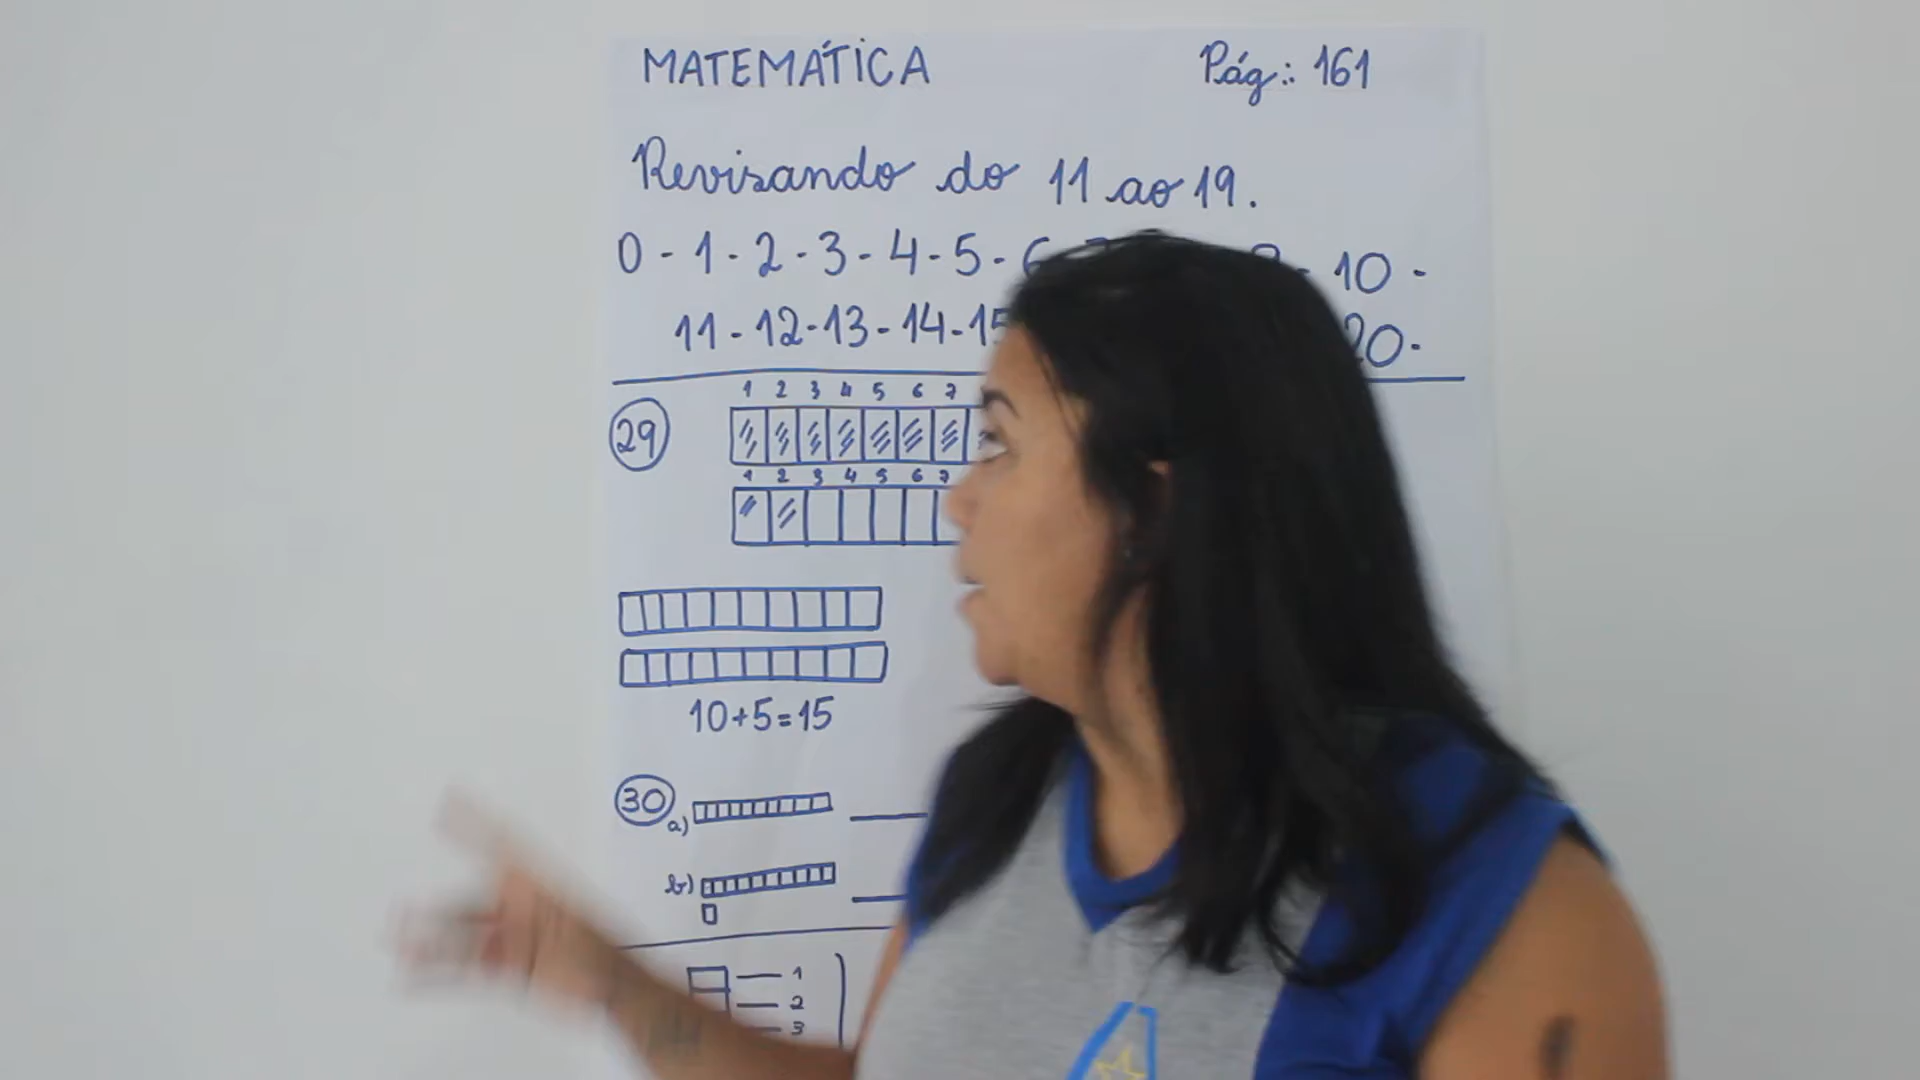 MATEMÁTICA Pág.: 161
Revisando do 11 ao 19.
0 - 1 - 2 - 3 - 4 - 5 - 6 - 10 -
11 - 12 - 13 - 14 - 15 20.
1 2 3 4 5 6 7
29
1 2 3 4 5 6 7
10+5=15
30
a)
b)
1
2
3